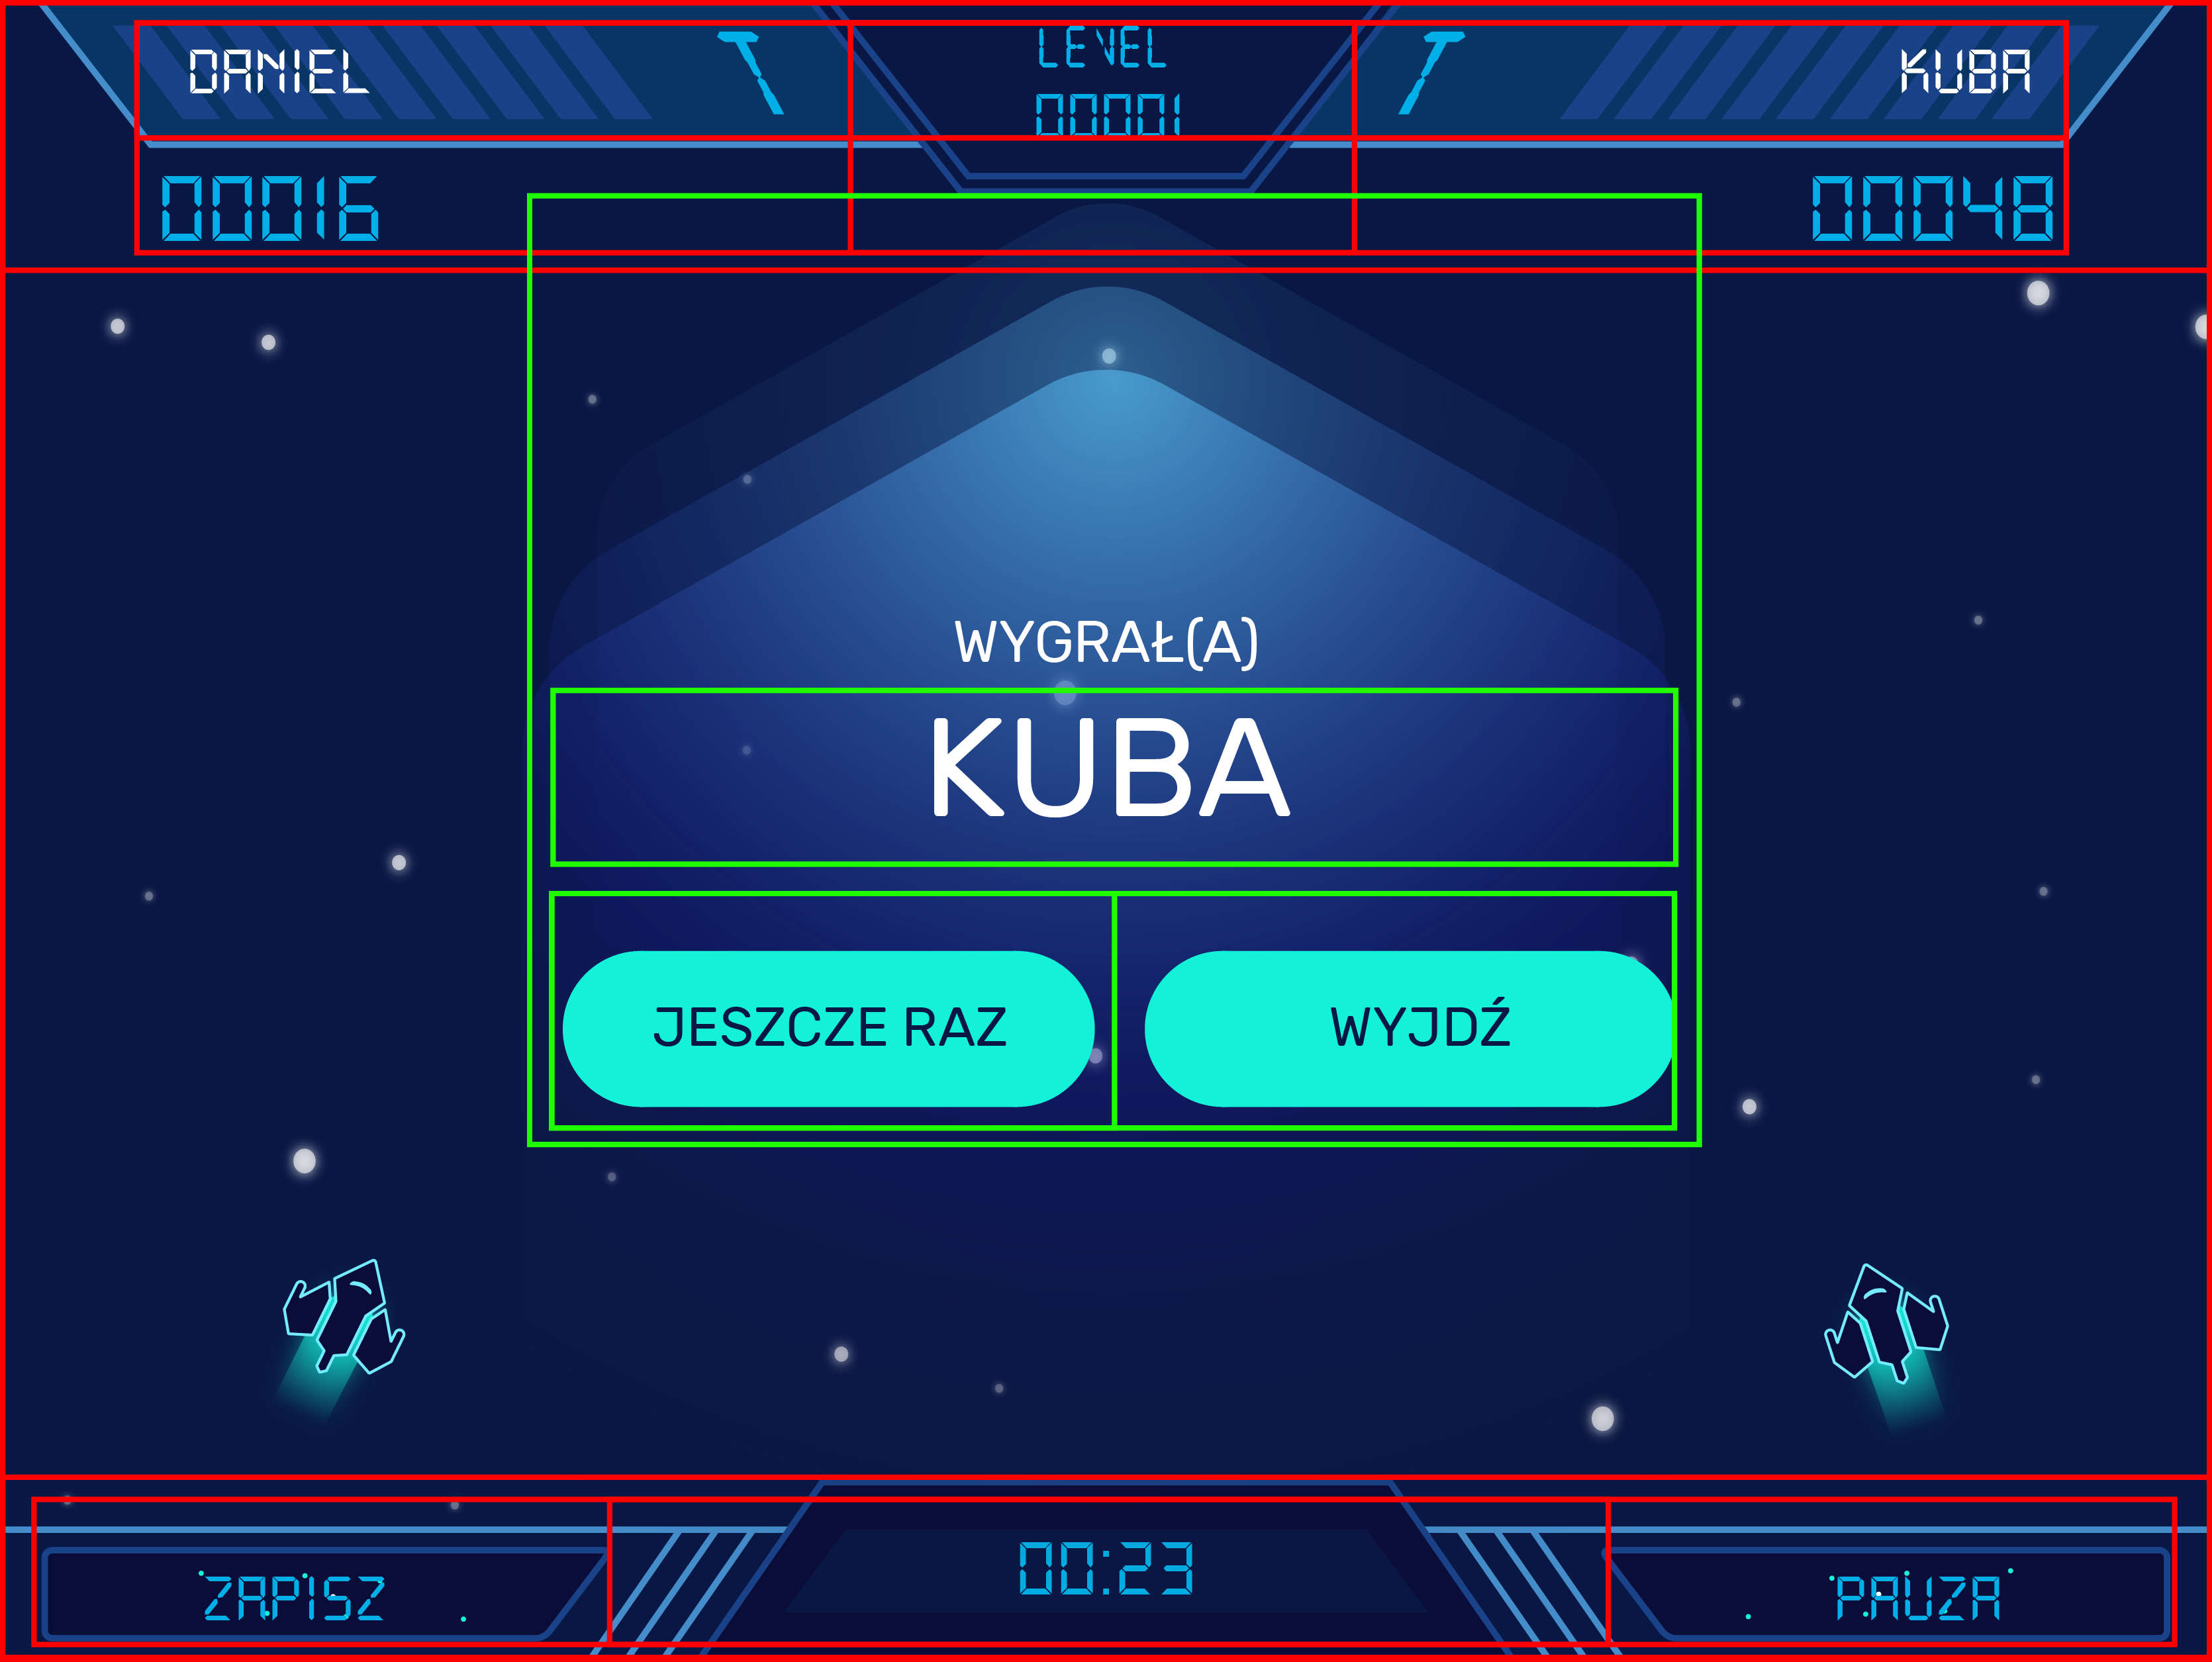 DANIEL
LEVEL
00001
KUBA
00016
00048
WYGRAŁ(A)
KUBA
JESZCZE RAZ
WYJDŹ
ZAPISZ
00:23
PAUZA